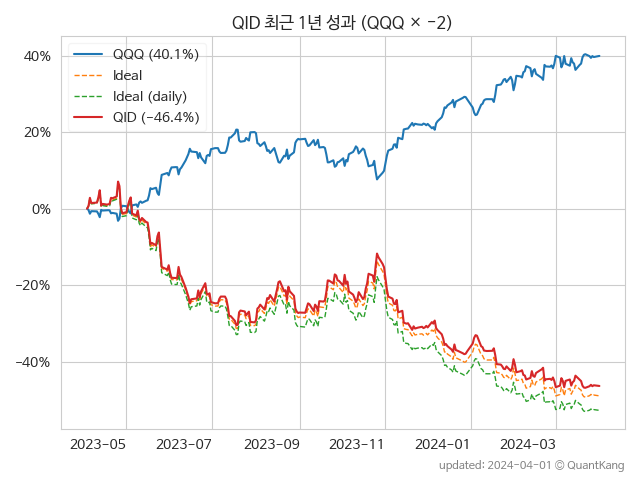 QID 최근 1년 성과 (QQQ × −2)
QQQ (40.1%)
Ideal
Ideal (daily)
QID (−46.4%)
40%
20%
0%
−20%
−40%
2023-05 2023-07 2023-09 2023-11 2024-01 2024-03
updated: 2024-04-01 © QuantKang